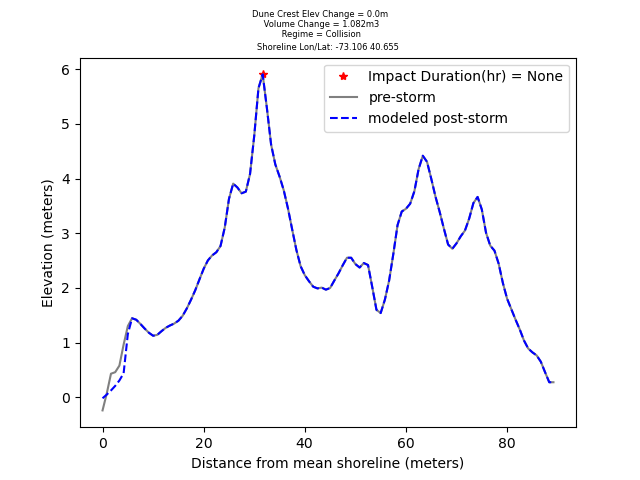 Dune Crest Elev Change = 0.0m
Volume Change = 1.082m3
Regime = Collision
Shoreline Lon/Lat: -73.106 40.655
Impact Duration(hr) = None
pre-storm
modeled post-storm
Elevation (meters)
6
5
4
3
2
1
0
0 20 40 60 80
Distance from mean shoreline (meters)